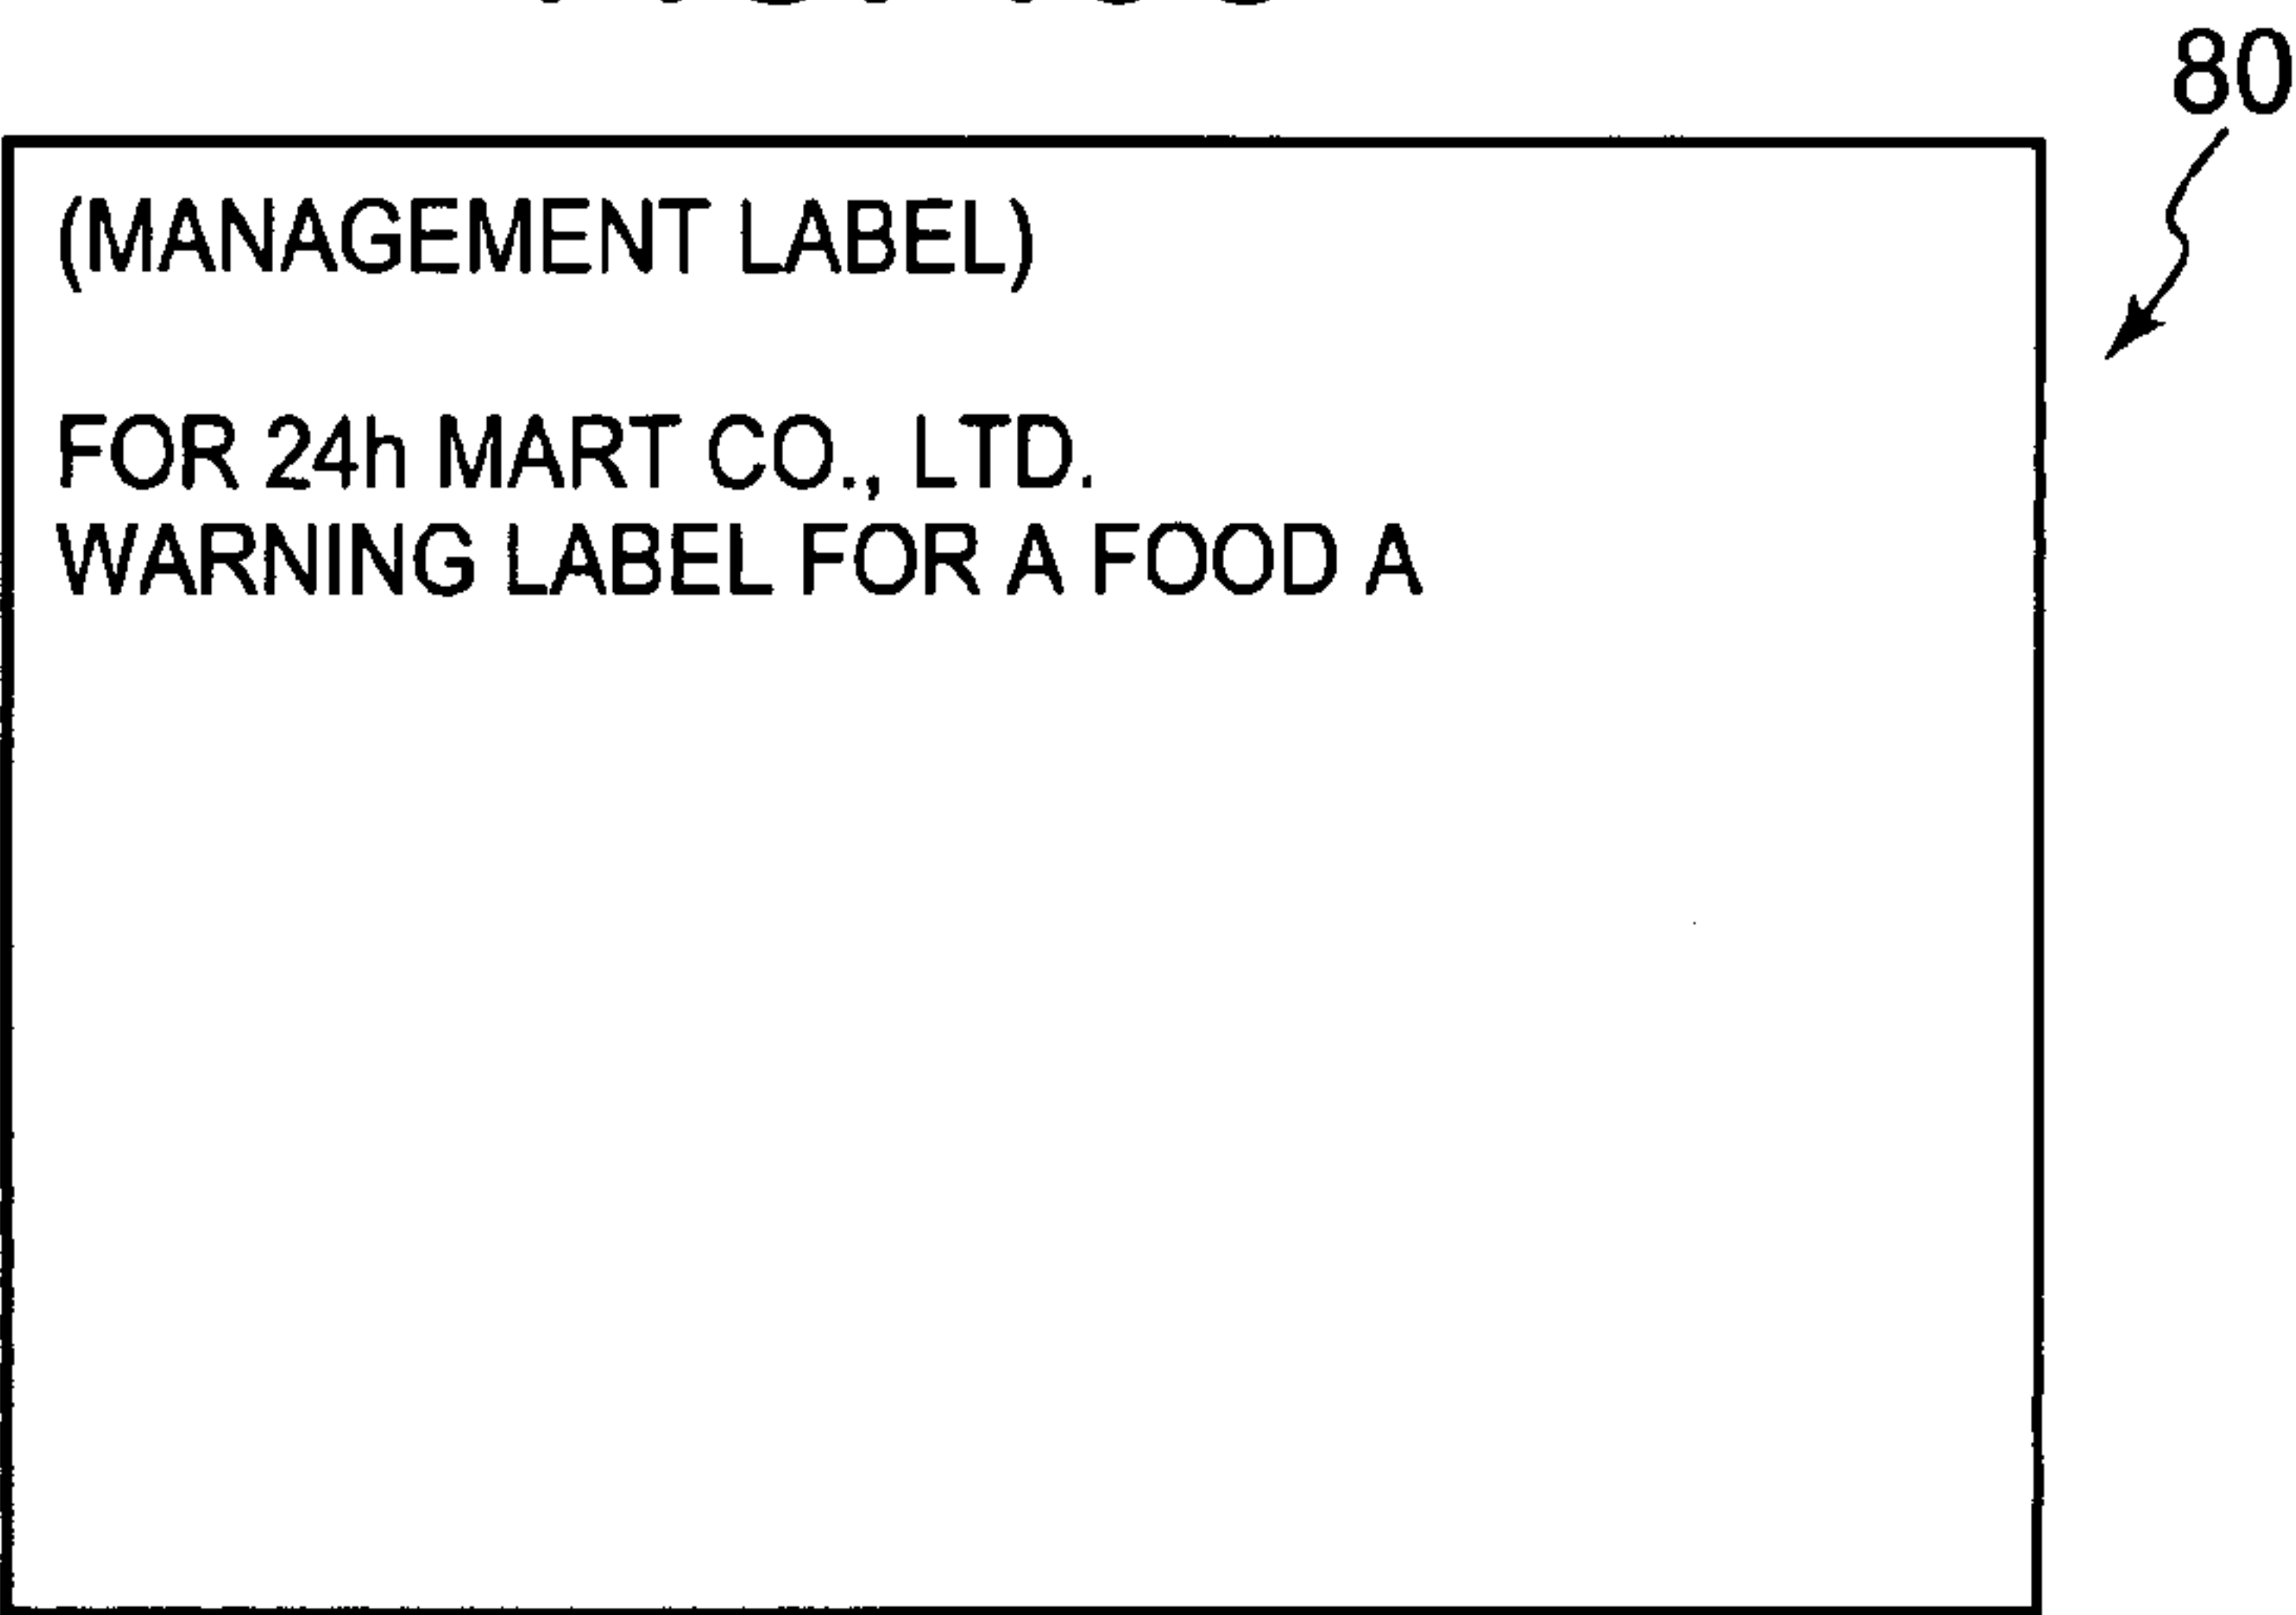 80
(MANAGEMENT LABEL)
FOR 24h MART CO., LTD.
WARNING LABEL FOR A FOOD A